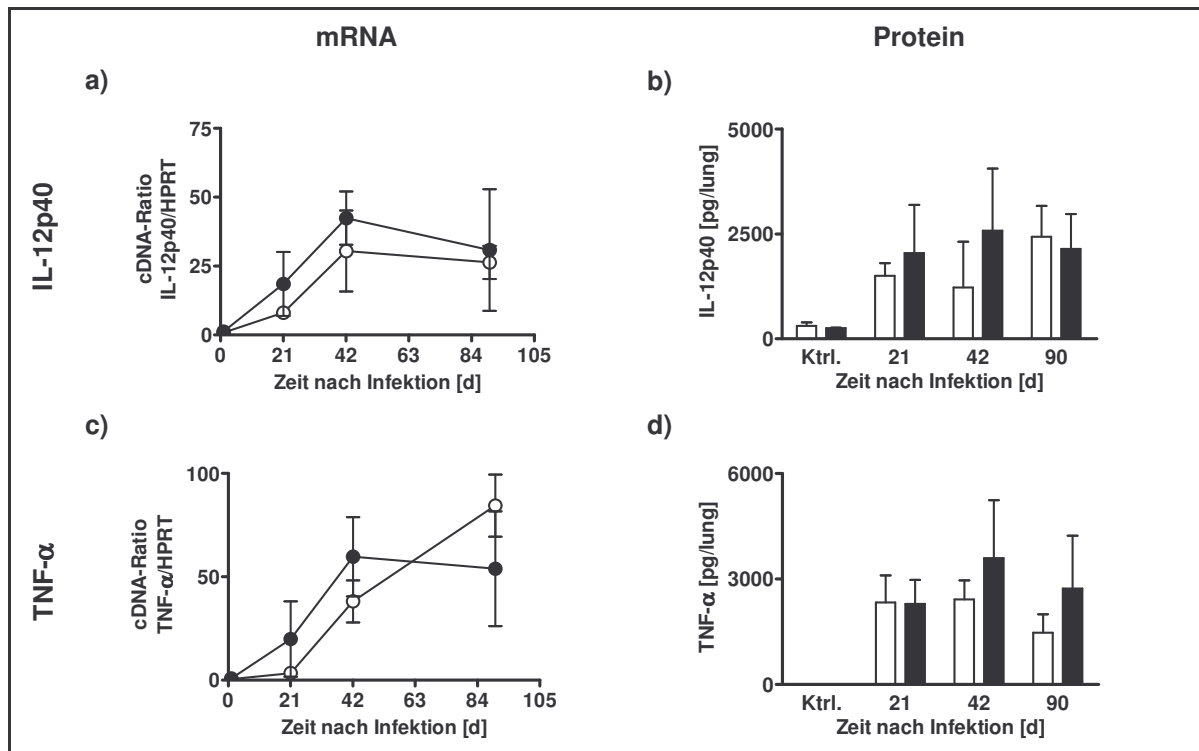 mRNA
Protein
IL-12p40
TNF-α
a)
75
50
25
0
cDNA-Ratio
IL-12p40/HPRT
0 21 42 63 84 105
Zeit nach Infektion [d]
b)
5000
2500
0
IL-12p40 [pg/lung]
Ktrl. 21 42 90
Zeit nach Infektion [d]
c)
100
50
0
cDNA-Ratio
TNF-α/HPRT
0 21 42 63 84 105
Zeit nach Infektion [d]
d)
6000
3000
0
TNF-α [pg/lung]
Ktrl. 21 42 90
Zeit nach Infektion [d]